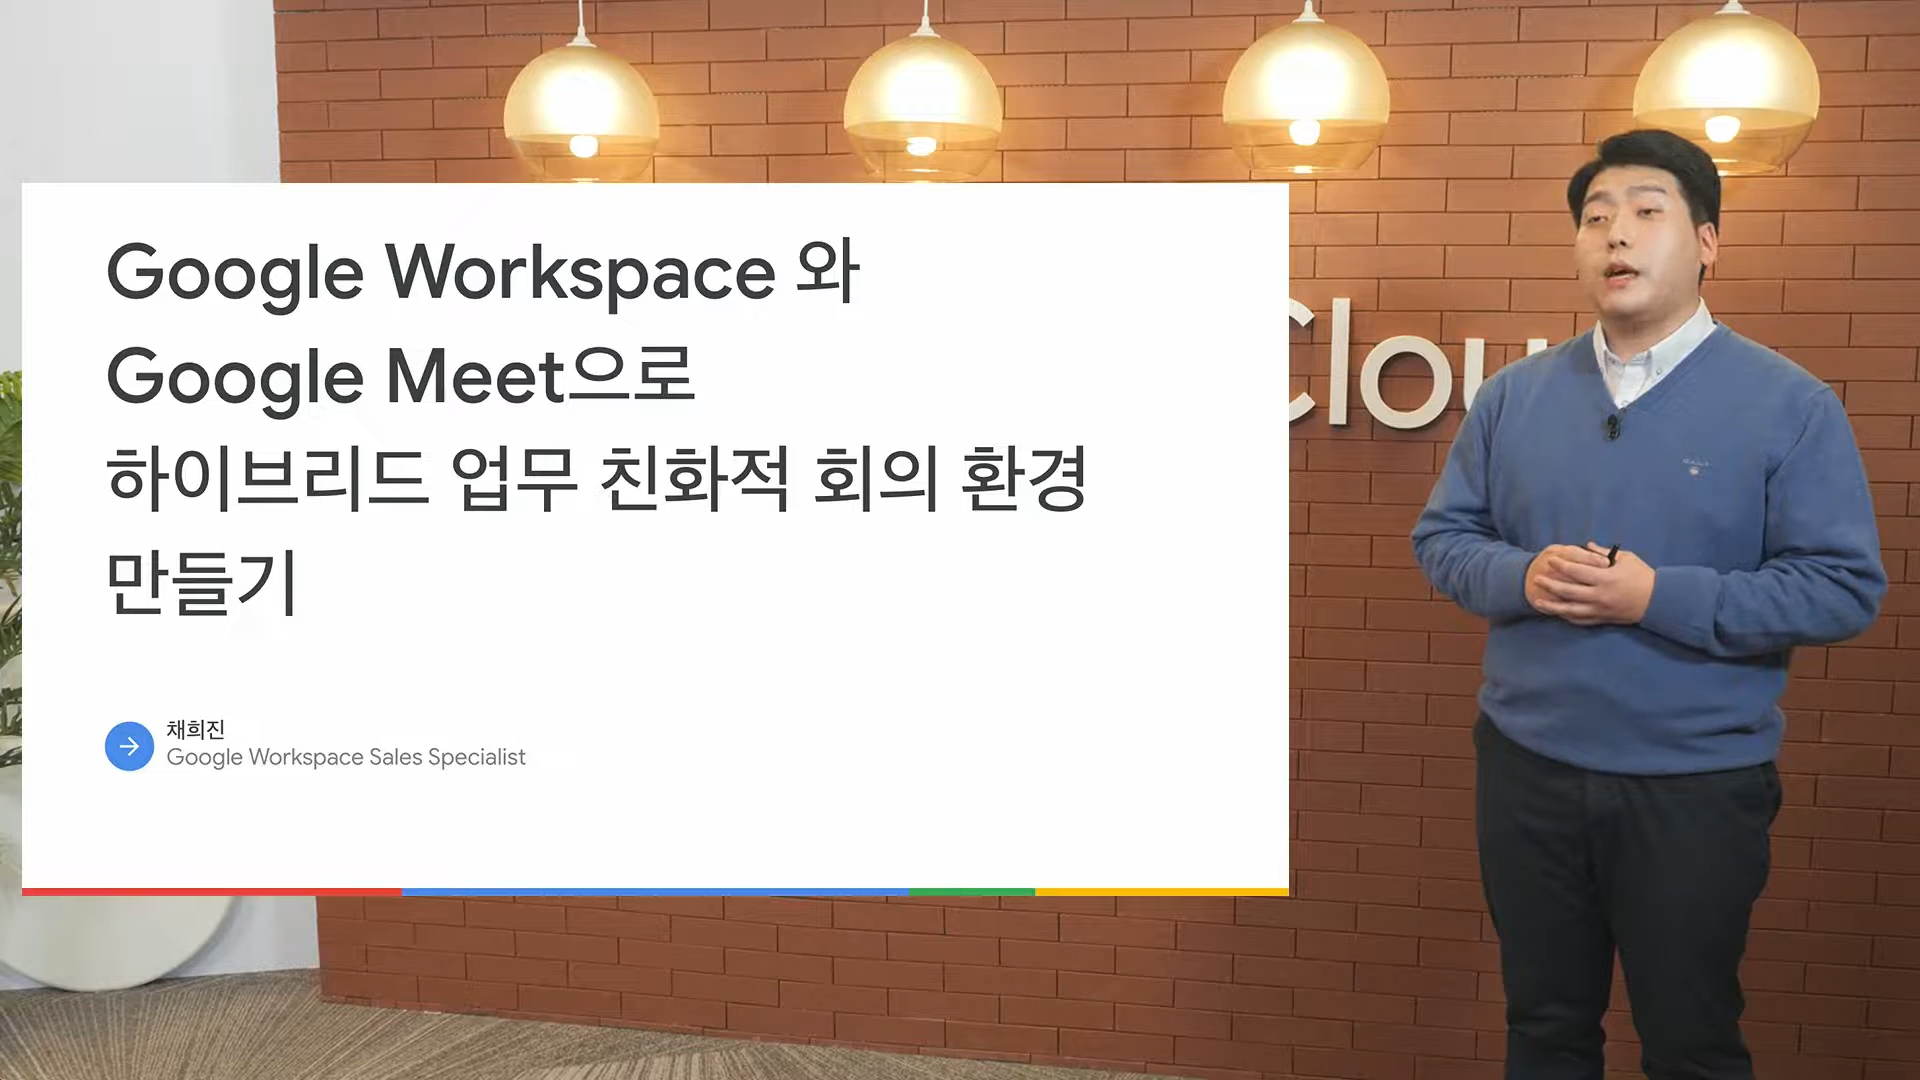 Google Workspace 와
Google Meet으로
하이브리드 업무 친화적 회의 환경
만들기
채희진
Google Workspace Sales Specialist
Clou